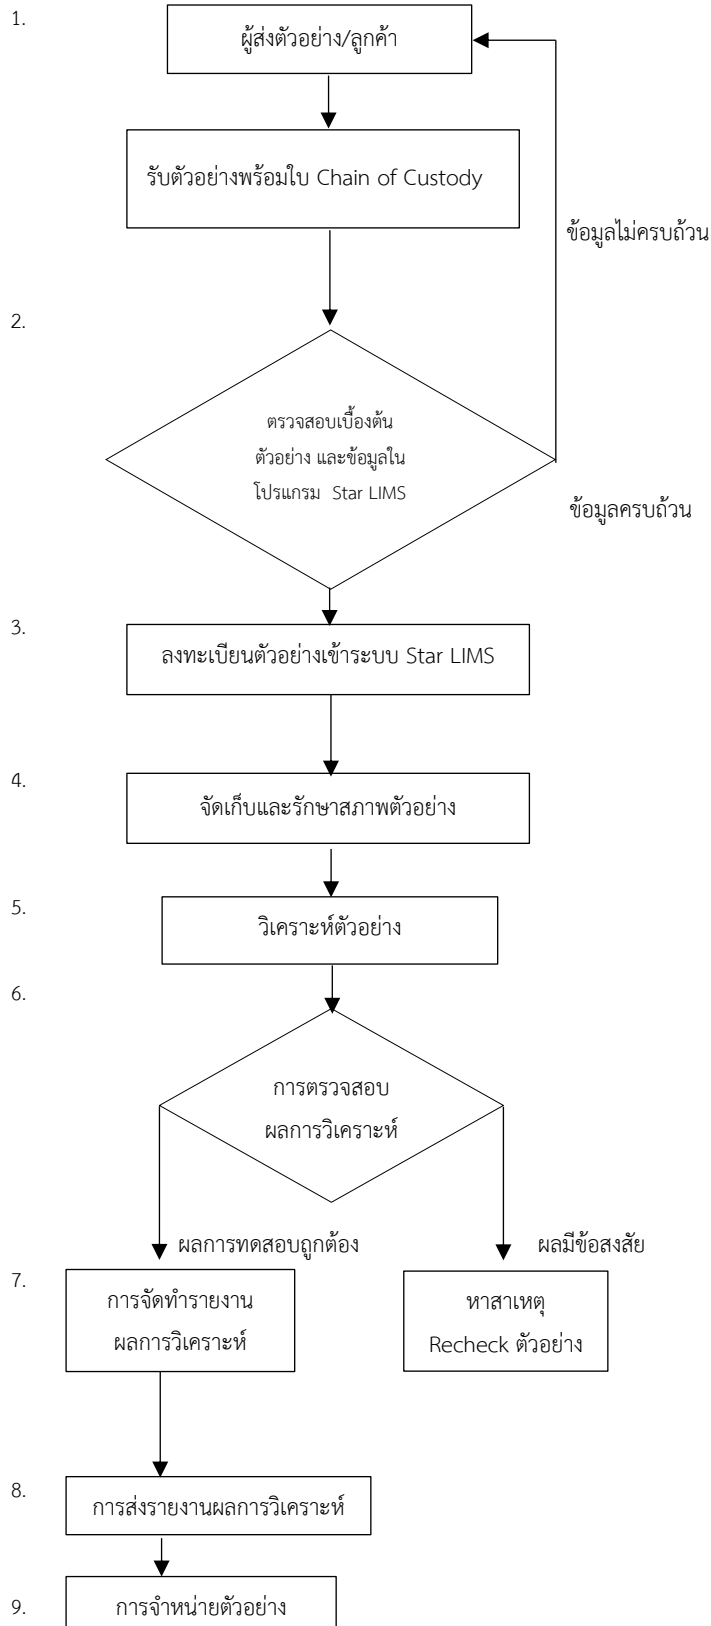 1.
ผู้ส่งตัวอย่าง/ลูกค้า
รับตัวอย่างพร้อมใบ Chain of Custody
ข้อมูลไม่ครบถ้วน
2.
ตรวจสอบเบื้องต้น
ตัวอย่าง และข้อมูลใน
โปรแกรม Star LIMS
ข้อมูลครบถ้วน
3.
ลงทะเบียนตัวอย่างเข้าระบบ Star LIMS
4.
จัดเก็บและรักษาสภาพตัวอย่าง
5.
วิเคราะห์ตัวอย่าง
6.
การตรวจสอบ
ผลการวิเคราะห์
ผลการทดสอบถูกต้อง
ผลมีข้อสงสัย
7.
การจัดทำรายงาน
ผลการวิเคราะห์
หาสาเหตุ
Recheck ตัวอย่าง
8.
การส่งรายงานผลการวิเคราะห์
9.
การจำหน่ายตัวอย่าง